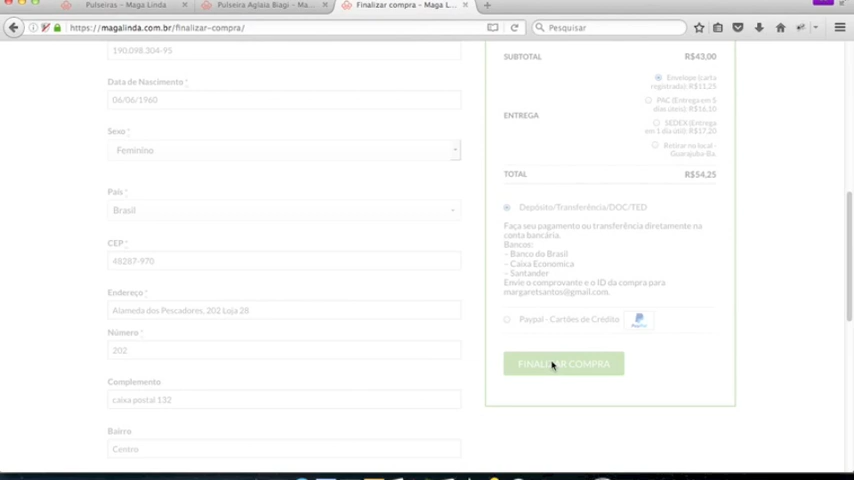 Pulseiras – Maga Linda
Pulseira Aglaia Biagi - Ma...
Finalizar compra – Maga L...
https://magalinda.com.br/finalizar-compra/
Pesquisar
190.098.304-95
Data de Nascimento *
06/06/1960
Sexo *
Feminino
País *
Brasil
CEP *
48287-970
Endereço *
Alameda dos Pescadores, 202 Loja 28
Número *
202
Complemento
caixa postal 132
Bairro
Centro
SUBTOTAL
R$43,00
ENTREGA
Envelope (carta
registrada): R$11,25
PAC (Entrega em 5
dias úteis): R$16,10
SEDEX (Entrega
em 1 dia útil): R$17,20
Retirar no local -
Guarajuba-Ba.
TOTAL
R$54,25
Depósito/Transferência/DOC/TED
Faça seu pagamento ou transferência diretamente na
conta bancária.
Bancos:
– Banco do Brasil
– Caixa Economica
– Santander
Envie o comprovante e o ID da compra para
margaretsantos@gmail.com.
Paypal - Cartões de Crédito
PayPal
FINALIZAR COMPRA